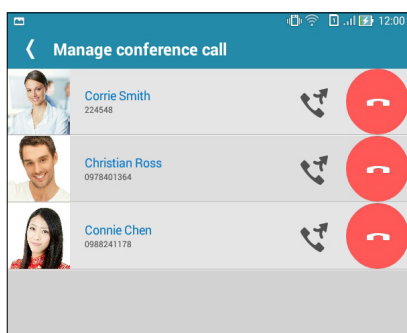 12:00
Manage conference call
Corrie Smith
224548
Christian Ross
0978401364
Connie Chen
0988241178